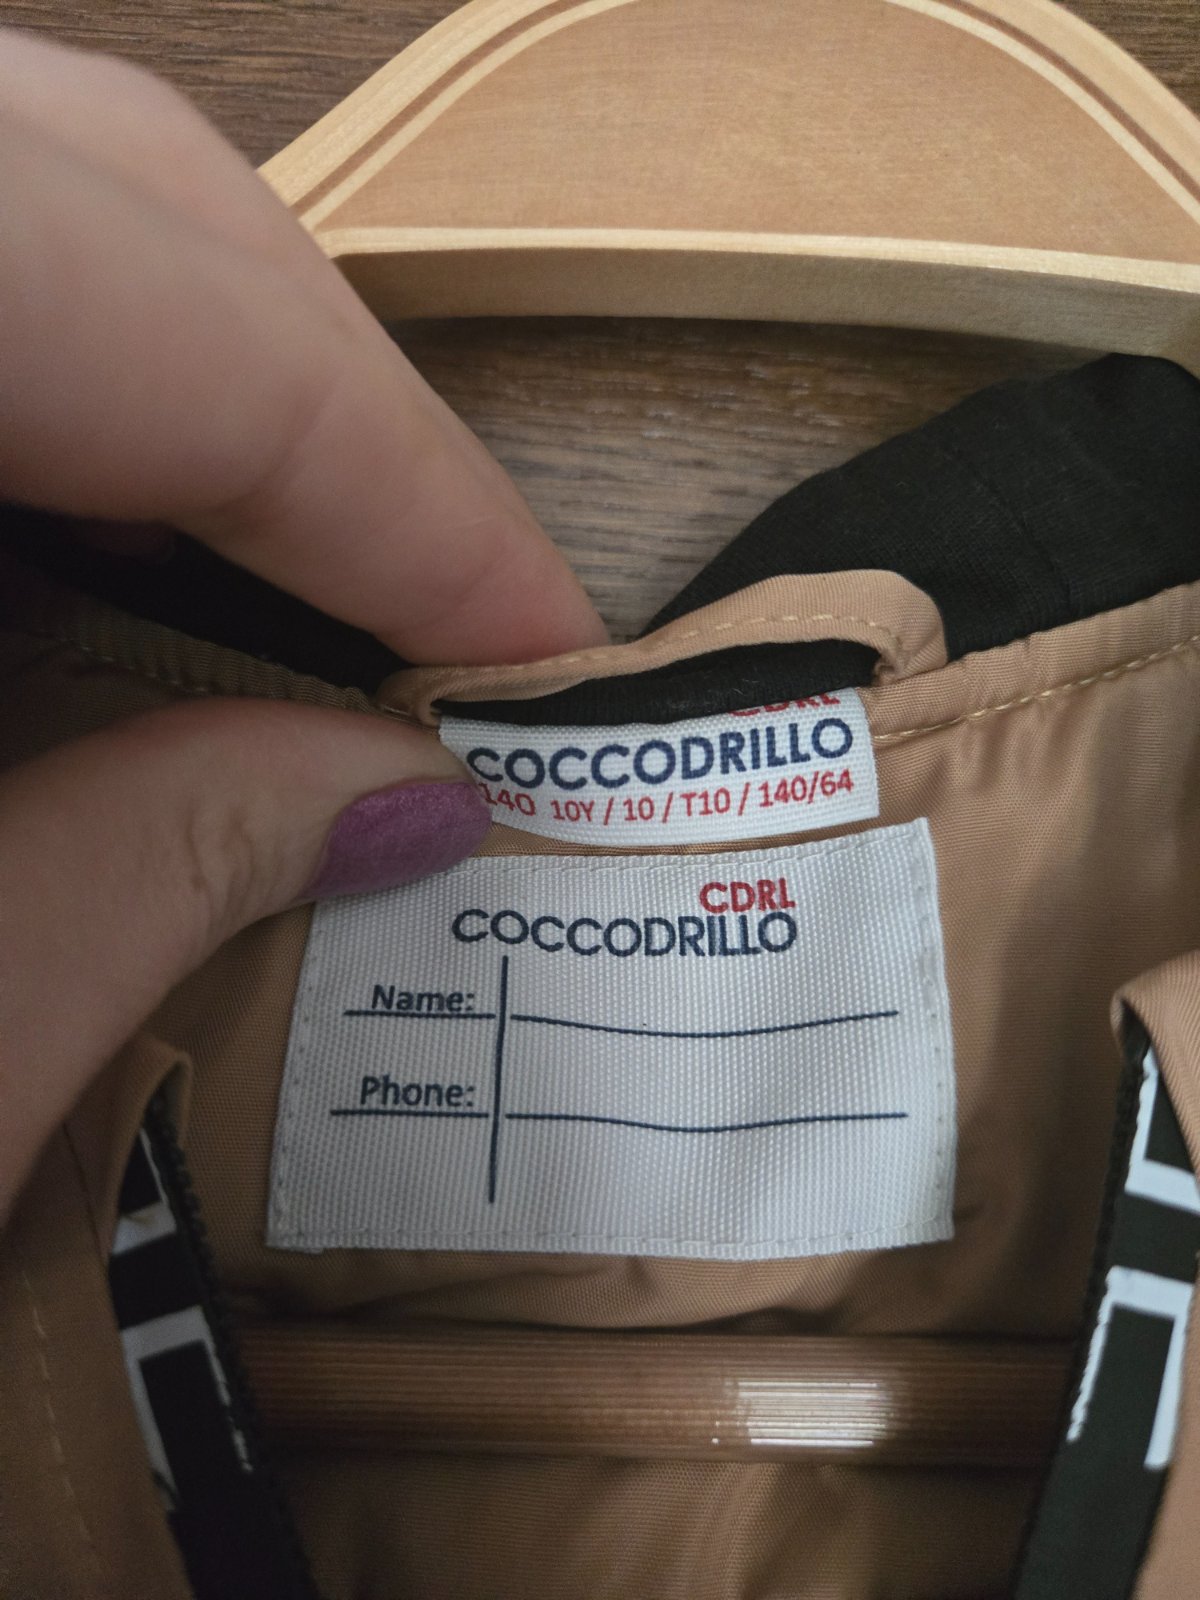 CDRL
COCCODRILLO
140 10Y / 10 / T10 / 140/64
CDRL
COCCODRILLO
Name:
Phone: